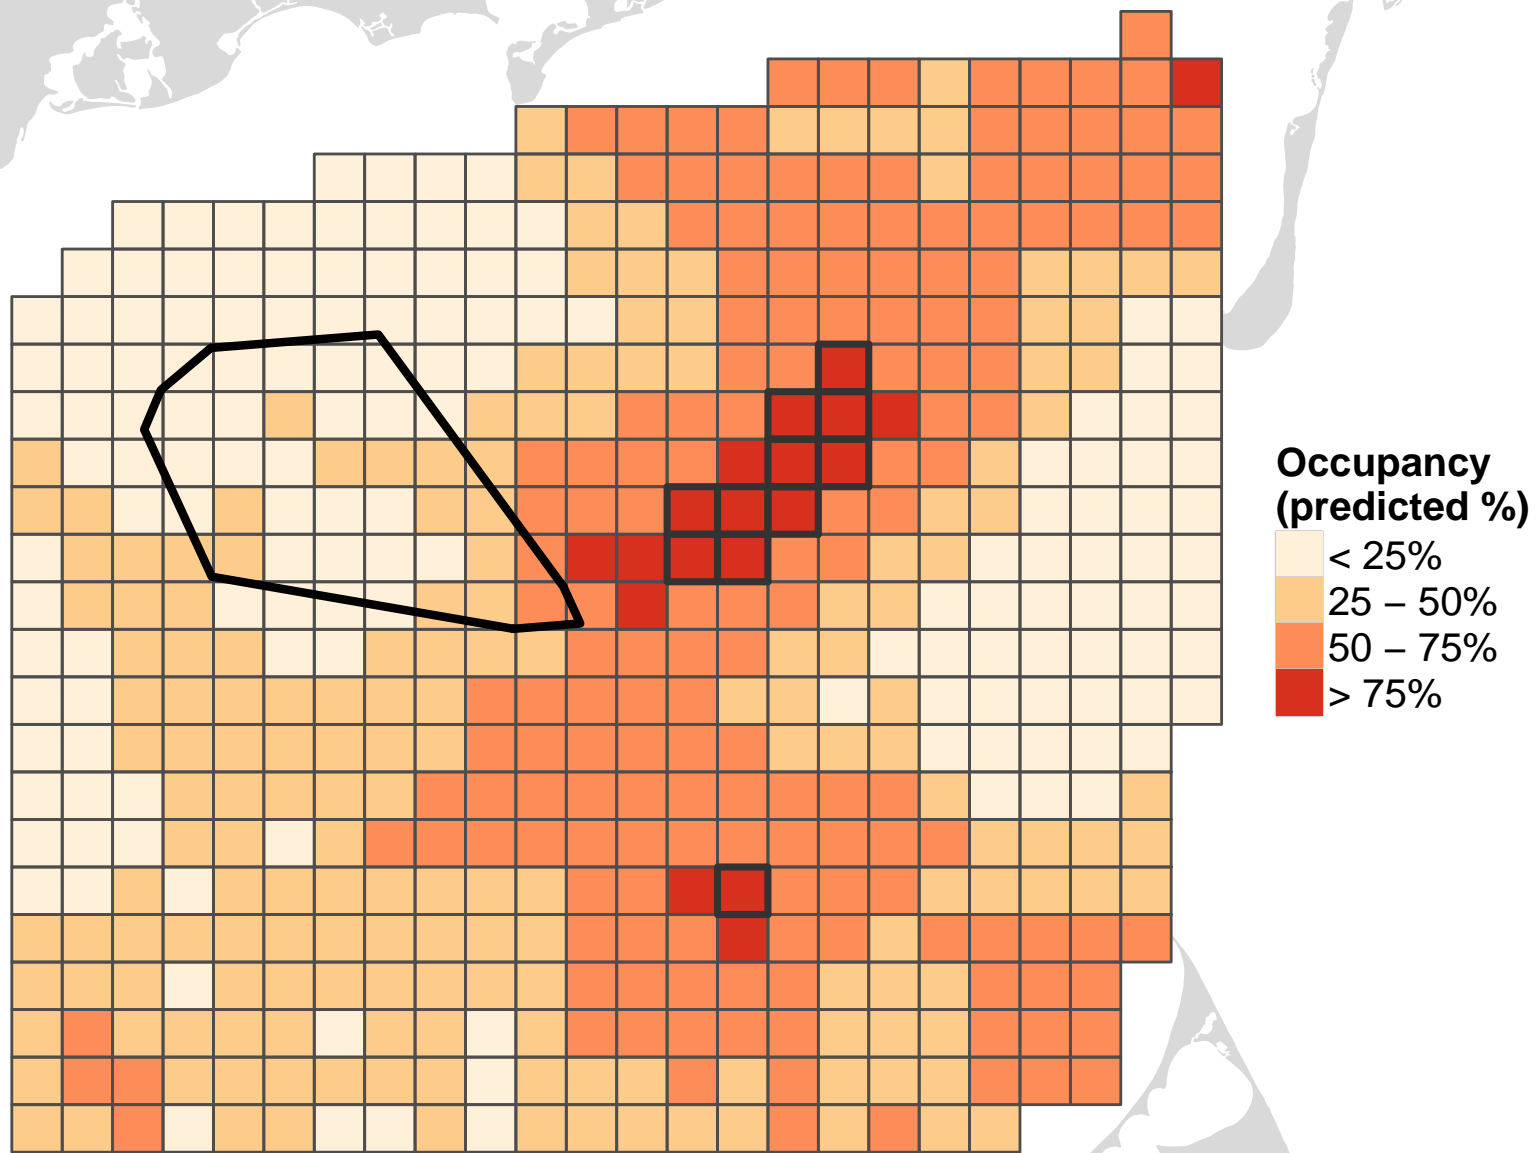 Occupancy
(predicted %)
< 25%
25 – 50%
50 – 75%
> 75%